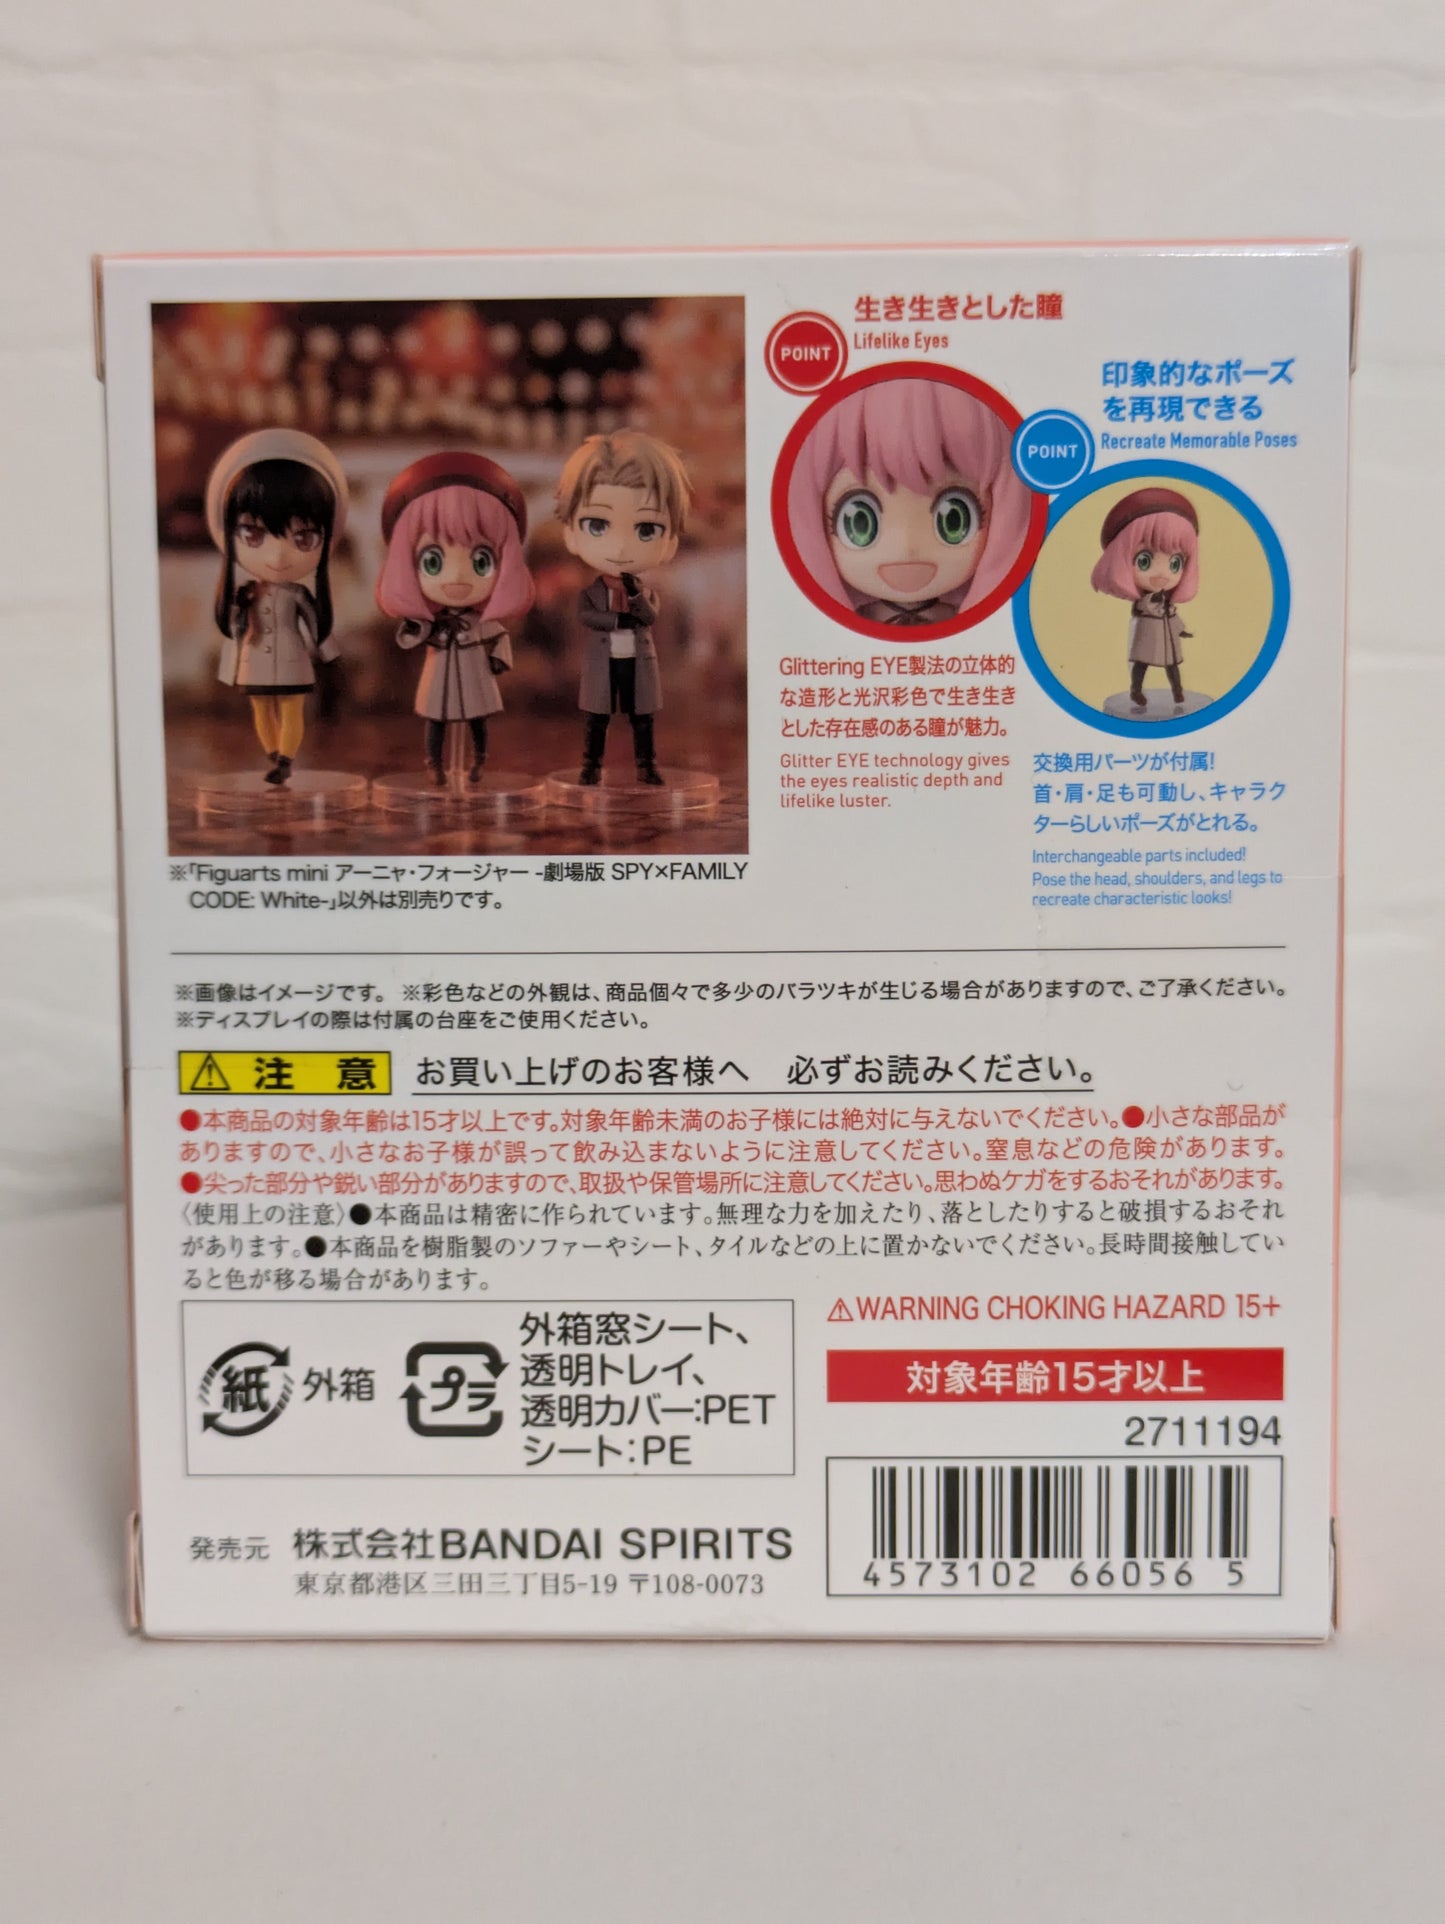 POINT
生き生きとした瞳
Lifelike Eyes
POINT
印象的なポーズ
を再現できる
Recreate Memorable Poses
Glittering EYE製法の立体的
な造形と光沢彩色で生き生き
とした存在感のある瞳が魅力。
Glitter EYE technology gives
the eyes realistic depth and
lifelike luster.
交換用パーツが付属!
首・肩・足も可動し、キャラク
ターらしいポーズがとれる。
Interchangeable parts included!
Pose the head, shoulders, and legs to
recreate characteristic looks!
※「Figuarts mini アーニャ・フォージャー -劇場版 SPY×FAMILY
CODE: White-」以外は別売りです。
※画像はイメージです。 ※彩色などの外観は、商品個々で多少のバラツキが生じる場合がありますので、ご了承ください。
※ディスプレイの際は付属の台座をご使用ください。
注 意 お買い上げのお客様へ 必ずお読みください。
●本商品の対象年齢は15才以上です。対象年齢未満のお子様には絶対に与えないでください。●小さな部品が
ありますので、小さなお子様が誤って飲み込まないように注意してください。窒息などの危険があります。
●尖った部分や鋭い部分がありますので、取扱や保管場所に注意してください。思わぬケガをするおそれがあります。
〈使用上の注意〉●本商品は精密に作られています。無理な力を加えたり、落としたりすると破損するおそれ
があります。●本商品を樹脂製のソファーやシート、タイルなどの上に置かないでください。長時間接触してい
ると色が移る場合があります。
紙 外箱
プラ
外箱窓シート、
透明トレイ、
透明カバー:PET
シート:PE
⚠WARNING CHOKING HAZARD 15+
対象年齢15才以上
2711194
4573102 66056 5
発売元 株式会社BANDAI SPIRITS
東京都港区三田三丁目5-19 〒108-0073